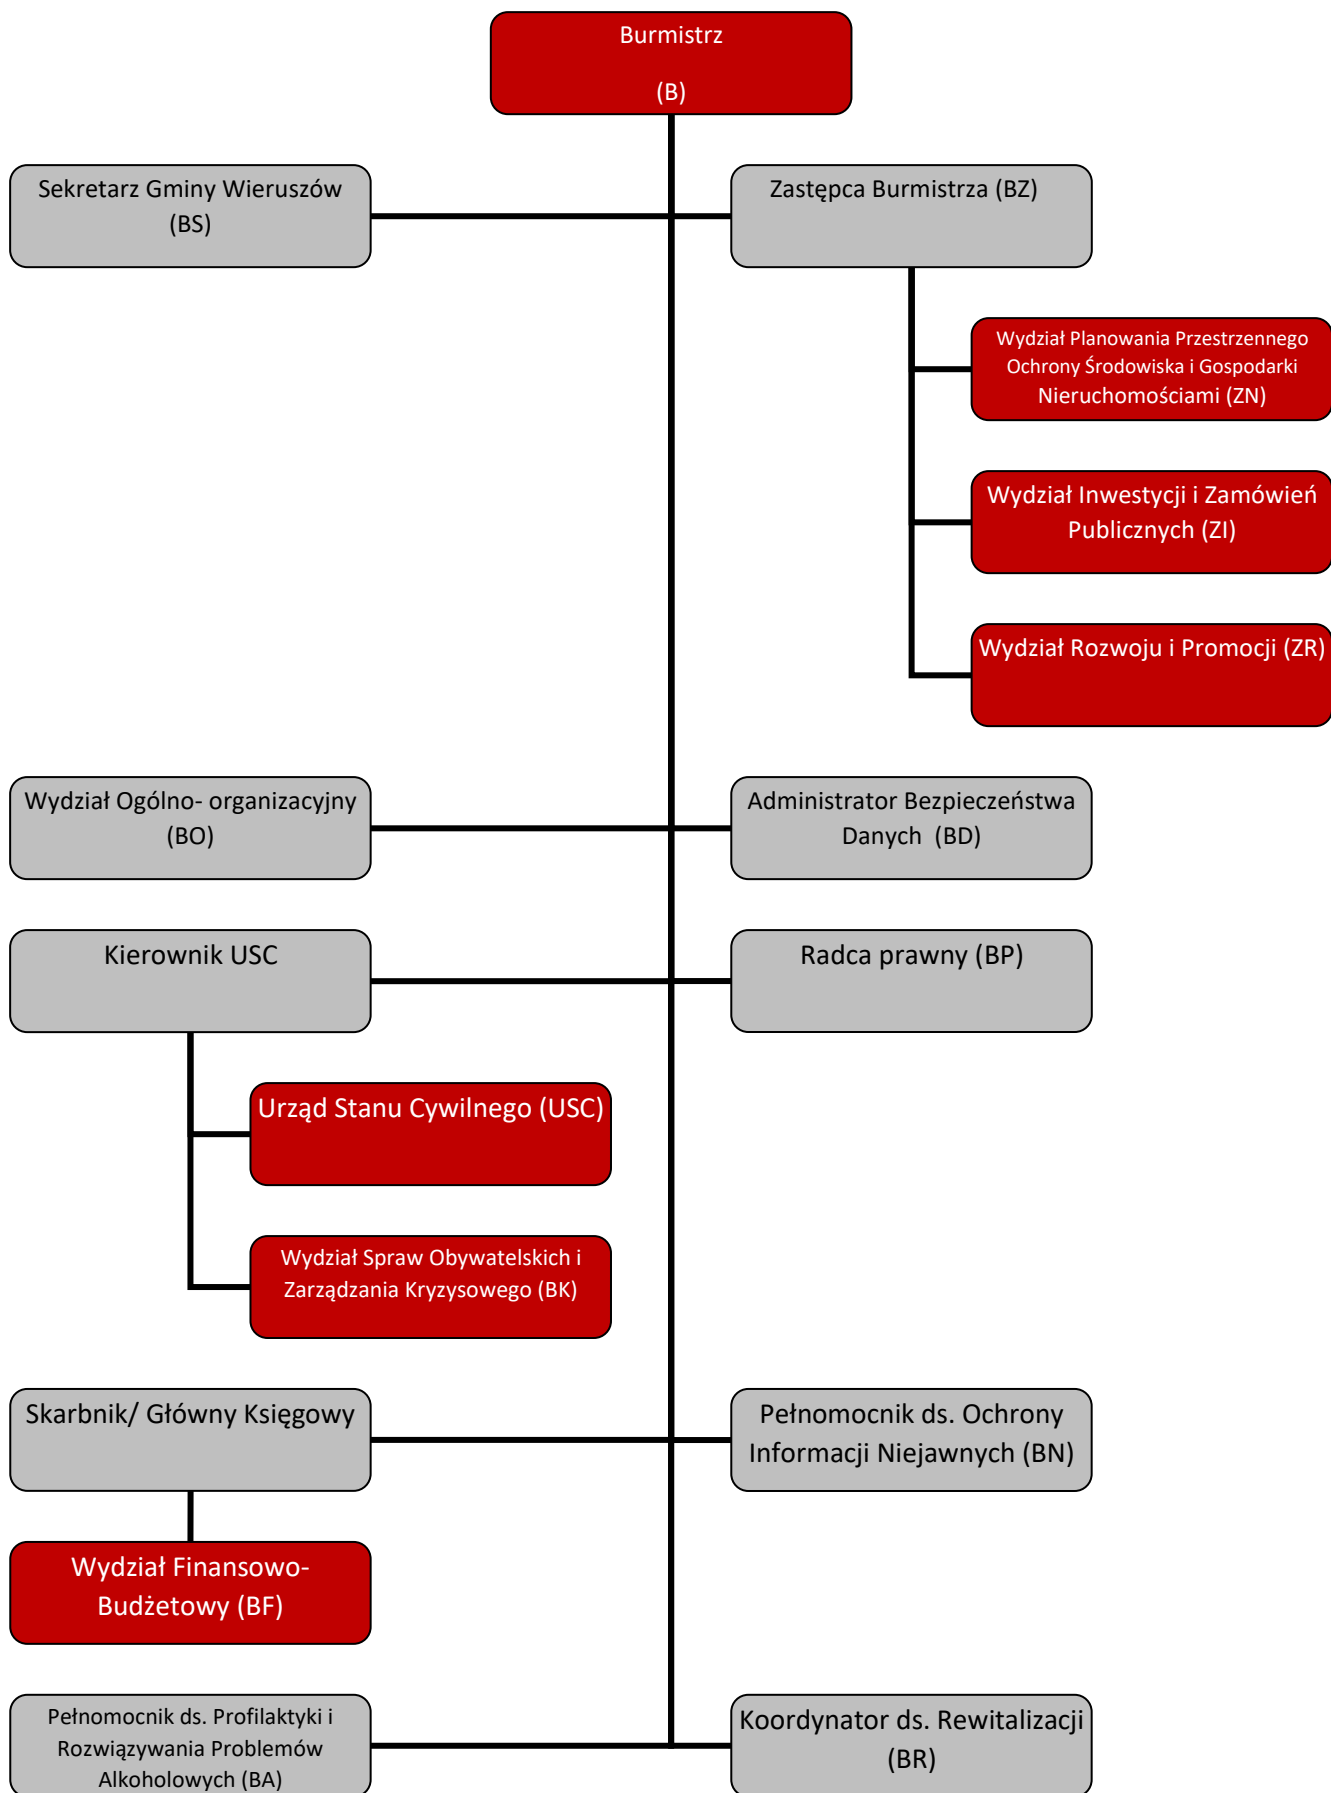 Burmistrz
(B)
Sekretarz Gminy Wieruszów
(BS)
Zastępca Burmistrza (BZ)
Wydział Planowania Przestrzennego
Ochrony Środowiska i Gospodarki
Nieruchomościami (ZN)
Wydział Inwestycji i Zamówień
Publicznych (ZI)
Wydział Rozwoju i Promocji (ZR)
Wydział Ogólno- organizacyjny
(BO)
Administrator Bezpieczeństwa
Danych  (BD)
Kierownik USC
Radca prawny (BP)
Urząd Stanu Cywilnego (USC)
Wydział Spraw Obywatelskich i
Zarządzania Kryzysowego (BK)
Skarbnik/ Główny Księgowy
Pełnomocnik ds. Ochrony
Informacji Niejawnych (BN)
Wydział Finansowo-
Budżetowy (BF)
Pełnomocnik ds. Profilaktyki i
Rozwiązywania Problemów
Alkoholowych (BA)
Koordynator ds. Rewitalizacji
(BR)